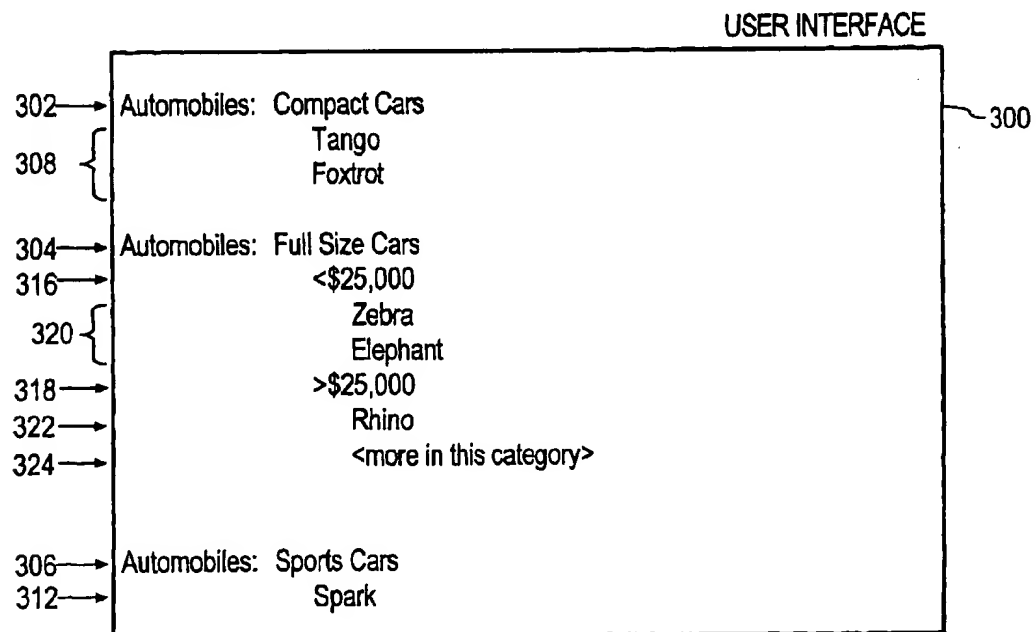 USER INTERFACE
300
302 Automobiles: Compact Cars
308 Tango
Foxtrot
304 Automobiles: Full Size Cars
316 <$25,000
320 Zebra
Elephant
318 >$25,000
322 Rhino
324 <more in this category>
306 Automobiles: Sports Cars
312 Spark